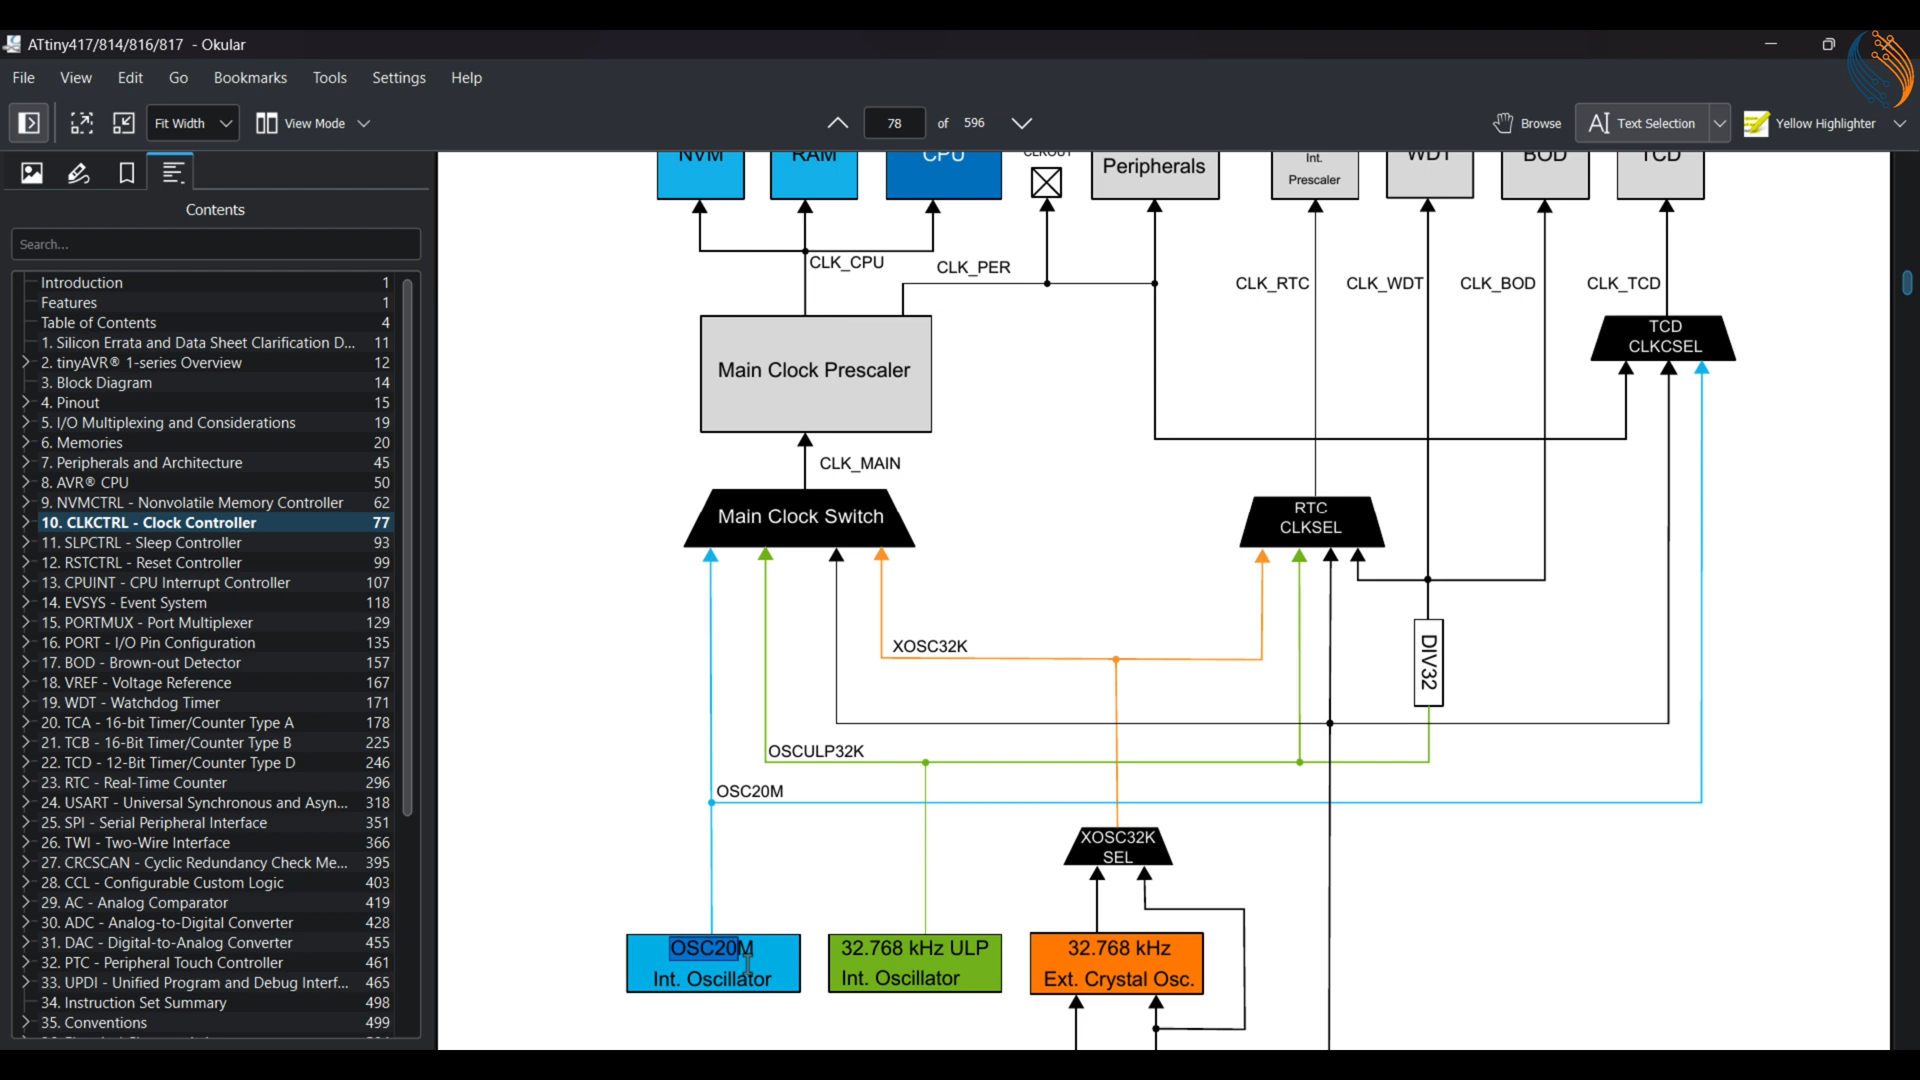 ATtiny417/814/816/817 - Okular
File View Edit Go Bookmarks Tools Settings Help
Fit Width View Mode 78 of 596 Browse Text Selection Yellow Highlighter
Contents
Search...
Introduction 1
Features 1
Table of Contents 4
1. Silicon Errata and Data Sheet Clarification D... 11
2. tinyAVR® 1-series Overview 12
3. Block Diagram 14
4. Pinout 15
5. I/O Multiplexing and Considerations 19
6. Memories 20
7. Peripherals and Architecture 45
8. AVR® CPU 50
9. NVMCTRL - Nonvolatile Memory Controller 62
10. CLKCTRL - Clock Controller 77
11. SLPCTRL - Sleep Controller 93
12. RSTCTRL - Reset Controller 99
13. CPUINT - CPU Interrupt Controller 107
14. EVSYS - Event System 118
15. PORTMUX - Port Multiplexer 129
16. PORT - I/O Pin Configuration 135
17. BOD - Brown-out Detector 157
18. VREF - Voltage Reference 167
19. WDT - Watchdog Timer 171
20. TCA - 16-bit Timer/Counter Type A 178
21. TCB - 16-Bit Timer/Counter Type B 225
22. TCD - 12-Bit Timer/Counter Type D 246
23. RTC - Real-Time Counter 296
24. USART - Universal Synchronous and Asyn... 318
25. SPI - Serial Peripheral Interface 351
26. TWI - Two-Wire Interface 366
27. CRCSCAN - Cyclic Redundancy Check Me... 395
28. CCL - Configurable Custom Logic 403
29. AC - Analog Comparator 419
30. ADC - Analog-to-Digital Converter 428
31. DAC - Digital-to-Analog Converter 455
32. PTC - Peripheral Touch Controller 461
33. UPDI - Unified Program and Debug Interf... 465
34. Instruction Set Summary 498
35. Conventions 499
NVM RAM CPU CLKOUT Peripherals Int. WDT BOD TCD
Prescaler
CLK_CPU CLK_PER
CLK_RTC CLK_WDT CLK_BOD CLK_TCD
TCD
CLKCSEL
Main Clock Prescaler
CLK_MAIN
Main Clock Switch
RTC
CLKSEL
XOSC32K
DIV32
OSCULP32K
OSC20M
XOSC32K
SEL
OSC20M
Int. Oscillator
32.768 kHz ULP
Int. Oscillator
32.768 kHz
Ext. Crystal Osc.